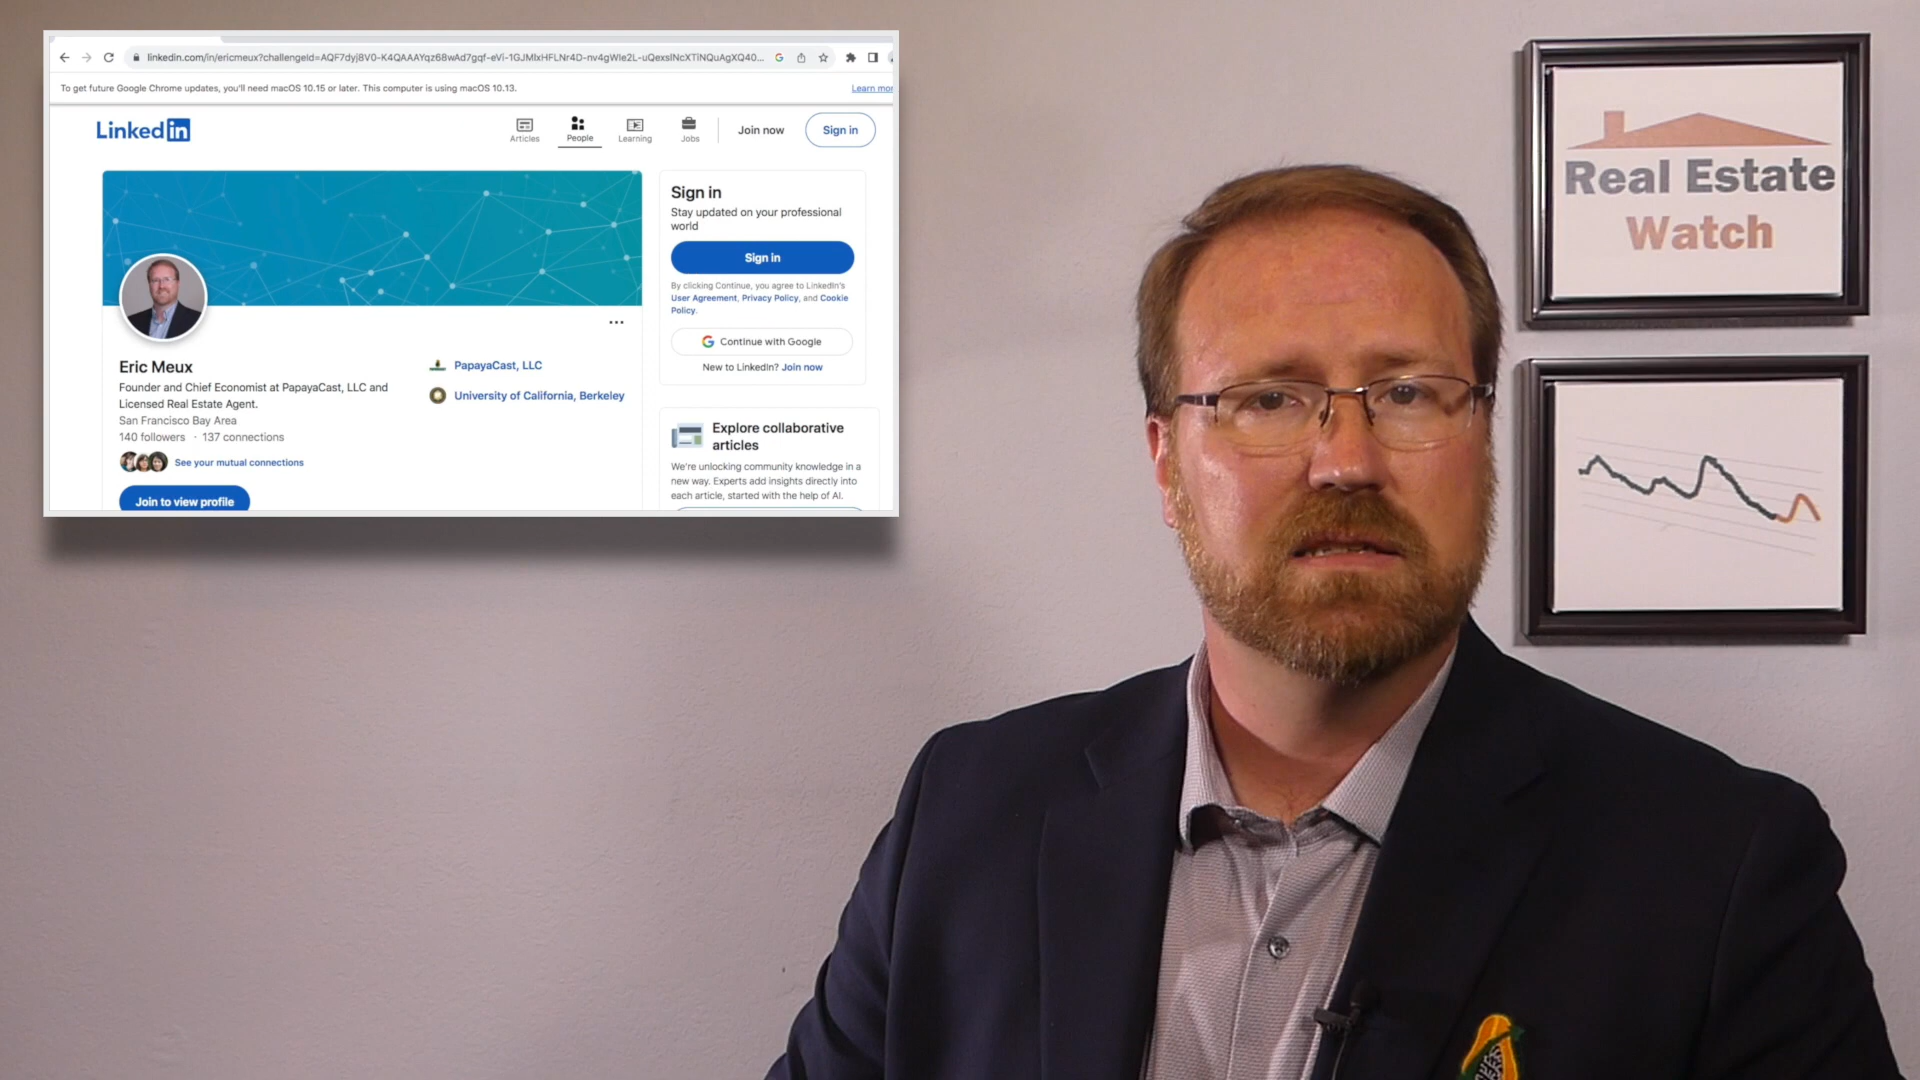 linkedin.com/in/ericmeux?challengeId=AQF7dyj8V0-K4QAAAYqz68wAd7gqf-eVi-1GJMlxHFLNr4D-nv4gWle2L-uQexslNcXTiNQuAgXQ40...
To get future Google Chrome updates, you'll need macOS 10.15 or later. This computer is using macOS 10.13.
Learn mor
Linked in
Articles
People
Learning
Jobs
Join now
Sign in
Sign in
Stay updated on your professional
world
Sign in
By clicking Continue, you agree to LinkedIn's
User Agreement, Privacy Policy, and Cookie
Policy.
Continue with Google
New to LinkedIn? Join now
Eric Meux
Founder and Chief Economist at PapayaCast, LLC and
Licensed Real Estate Agent.
San Francisco Bay Area
140 followers · 137 connections
See your mutual connections
Join to view profile
PapayaCast, LLC
University of California, Berkeley
Explore collaborative
articles
We're unlocking community knowledge in a
new way. Experts add insights directly into
each article, started with the help of AI.
Real Estate
Watch